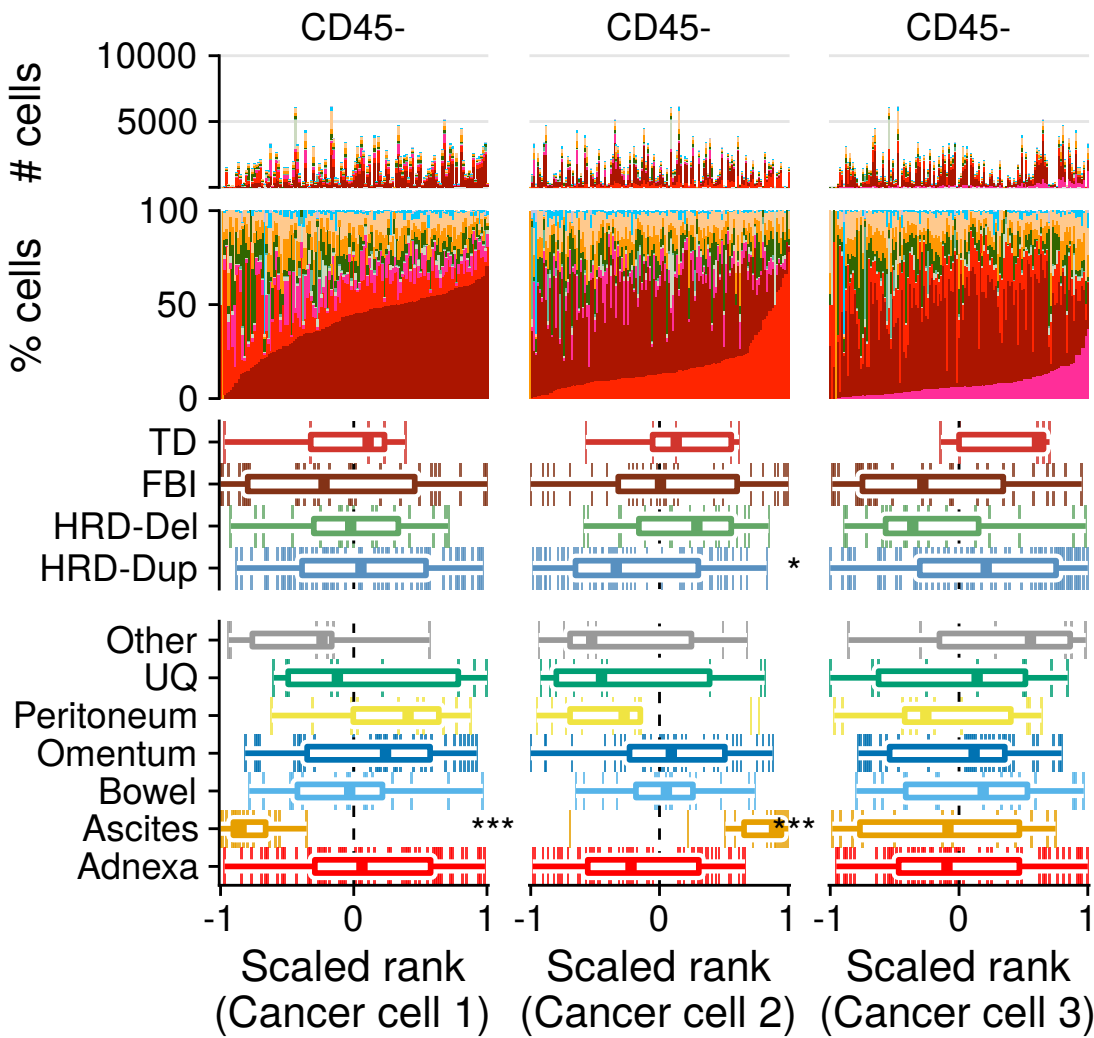 CD45- CD45- CD45-
10000
# cells
5000
100
% cells
50
0
TD
FBI
HRD-Del
HRD-Dup *
Other
UQ
Peritoneum
Omentum
Bowel
Ascites *** ***
Adnexa
-1 0 1 -1 0 1 -1 0 1
Scaled rank Scaled rank Scaled rank
(Cancer cell 1) (Cancer cell 2) (Cancer cell 3)